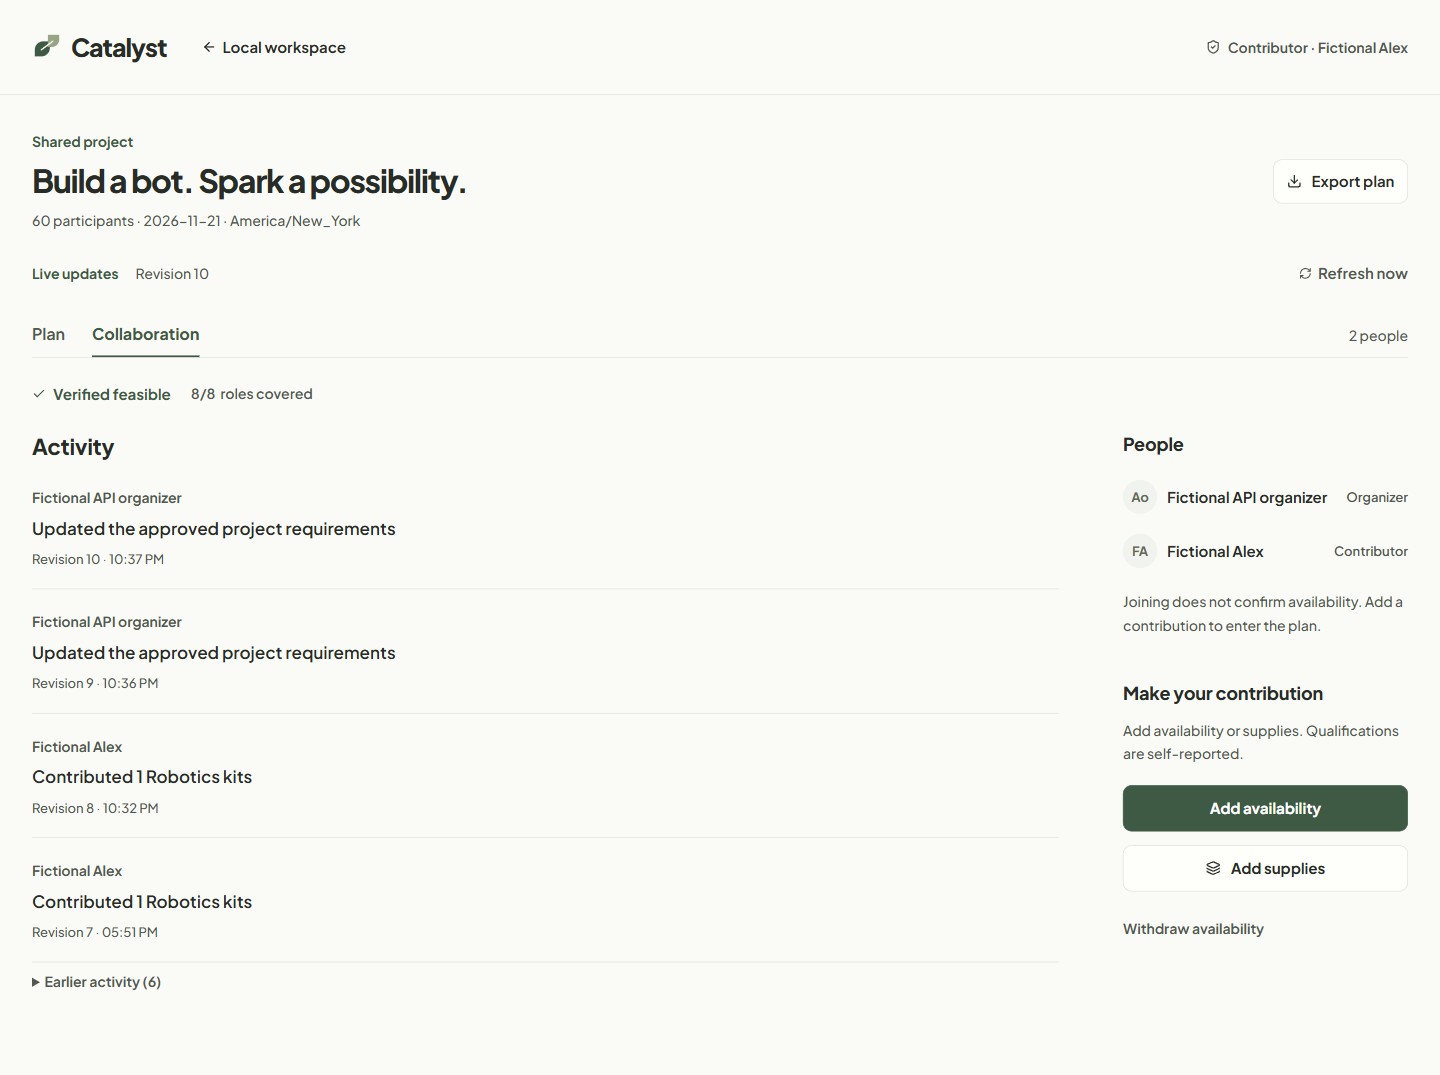 Catalyst
← Local workspace
Contributor · Fictional Alex
Shared project
Build a bot. Spark a possibility.
60 participants · 2026-11-21 · America/New_York
Export plan
Live updates
Revision 10
Refresh now
Plan
Collaboration
2 people
Verified feasible
8/8 roles covered
Activity
Fictional API organizer
Updated the approved project requirements
Revision 10 · 10:37 PM
Fictional API organizer
Updated the approved project requirements
Revision 9 · 10:36 PM
Fictional Alex
Contributed 1 Robotics kits
Revision 8 · 10:32 PM
Fictional Alex
Contributed 1 Robotics kits
Revision 7 · 05:51 PM
Earlier activity (6)
People
Ao
Fictional API organizer
Organizer
FA
Fictional Alex
Contributor
Joining does not confirm availability. Add a
contribution to enter the plan.
Make your contribution
Add availability or supplies. Qualifications
are self-reported.
Add availability
Add supplies
Withdraw availability